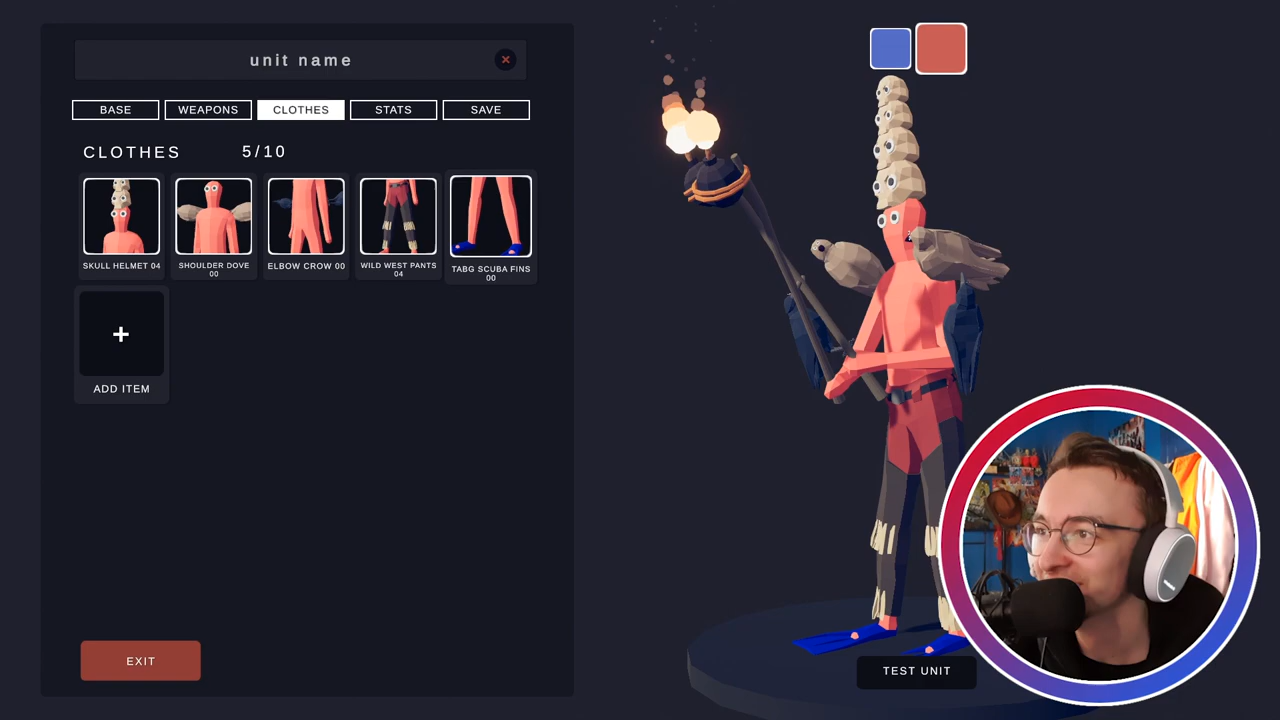 unit name
BASE WEAPONS CLOTHES STATS SAVE
CLOTHES 5/10
SKULL HELMET 04
SHOULDER DOVE
00
ELBOW CROW 00
WILD WEST PANTS
04
TABG SCUBA FINS
00
+
ADD ITEM
EXIT
TEST UNIT